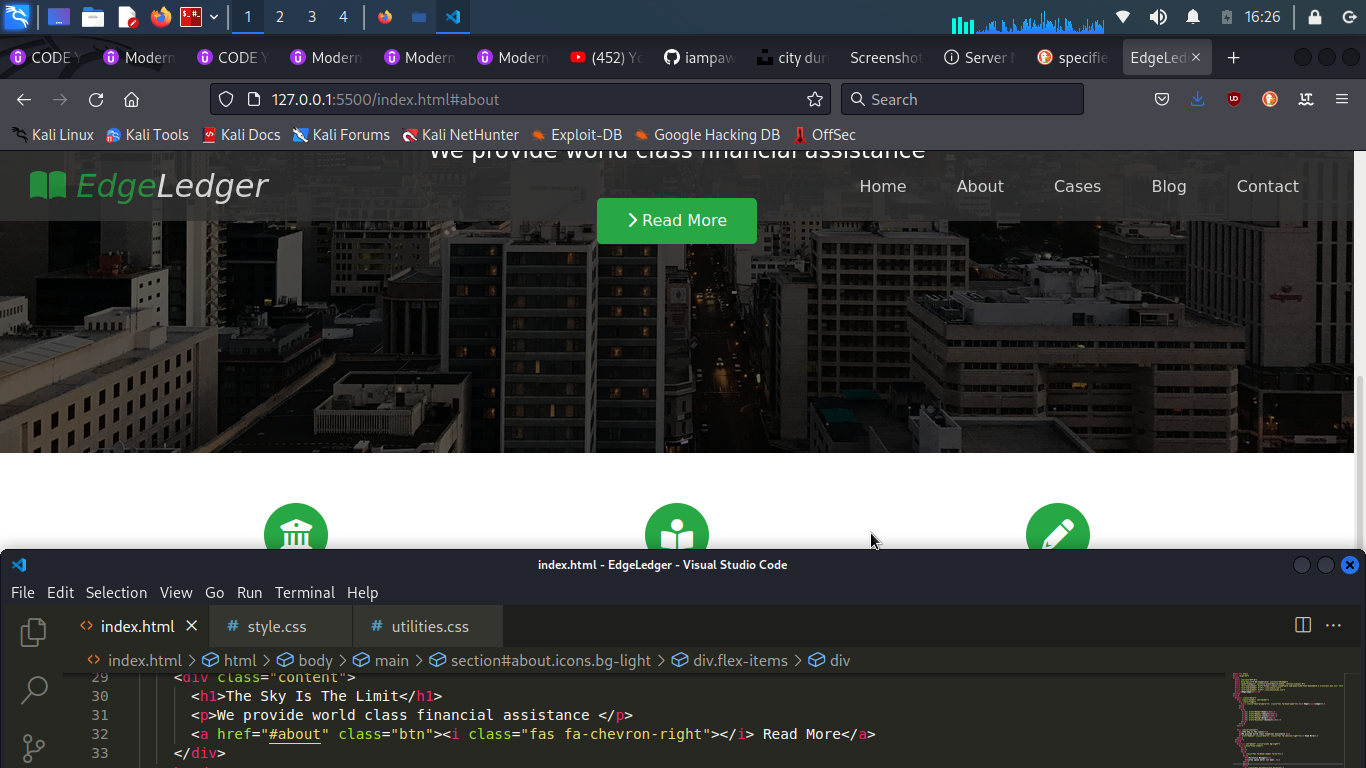 1 2 3 4 16:26
CODE Y Modern CODE Y Modern Modern Modern (452) Yo iampaw city dur Screenshot Server N specifie EdgeLed
127.0.0.1:5500/index.html#about Search
Kali Linux Kali Tools Kali Docs Kali Forums Kali NetHunter Exploit-DB Google Hacking DB OffSec
We provide world class financial assistance
EdgeLedger Home About Cases Blog Contact
Read More
index.html - EdgeLedger - Visual Studio Code
File Edit Selection View Go Run Terminal Help
index.html style.css utilities.css
index.html > html > body > main > section#about.icons.bg-light > div.flex-items > div
29 <div class="content">
30 <h1>The Sky Is The Limit</h1>
31 <p>We provide world class financial assistance </p>
32 <a href="#about" class="btn"><i class="fas fa-chevron-right"></i> Read More</a>
33 </div>